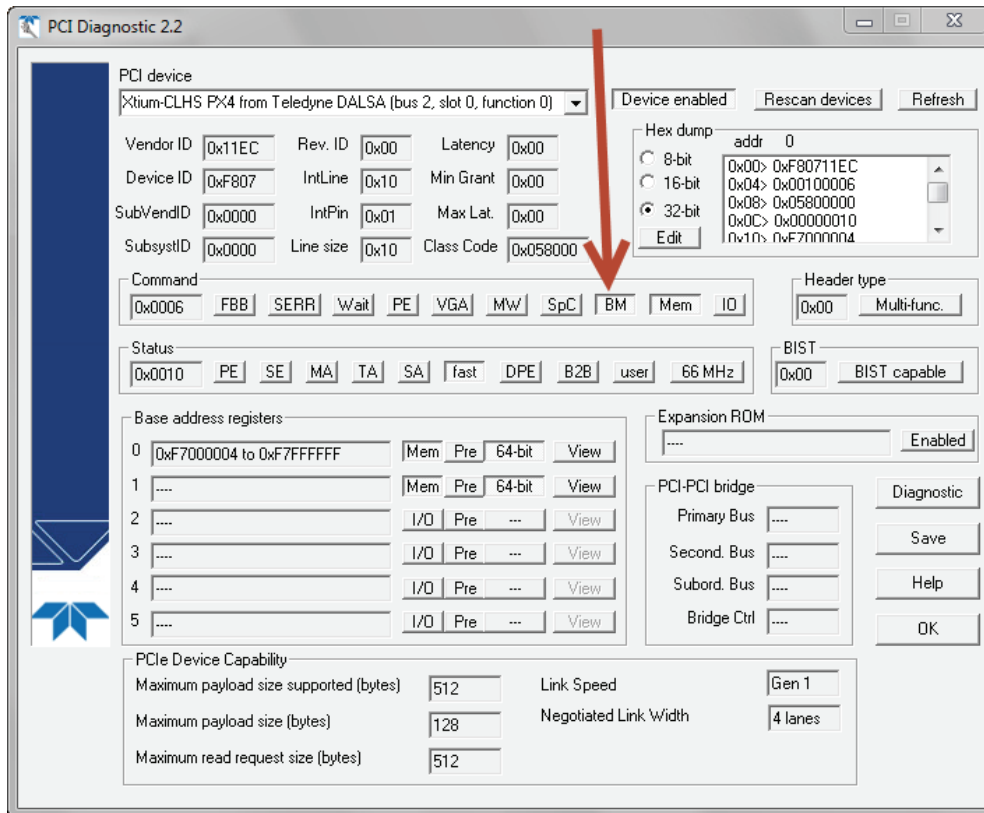 PCI Diagnostic 2.2
PCI device
Xtium-CLHS PX4 from Teledyne DALSA (bus 2, slot 0, function 0) Device enabled Rescan devices Refresh
Vendor ID 0x11EC Rev. ID 0x00 Latency 0x00
Device ID 0xF807 IntLine 0x10 Min Grant 0x00
SubVendID 0x0000 IntPin 0x01 Max Lat. 0x00
SubsystID 0x0000 Line size 0x10 Class Code 0x058000
Hex dump
addr 0
8-bit
16-bit
32-bit
Edit
0x00> 0xF80711EC
0x04> 0x00100006
0x08> 0x05800000
0x0C> 0x00000010
0x10> 0xF7000004
Command
0x0006 FBB SERR Wait PE VGA MW SpC BM Mem IO
Header type
0x00 Multi-func.
Status
0x0010 PE SE MA TA SA fast DPE B2B user 66 MHz
BIST
0x00 BIST capable
Base address registers
0 0xF7000004 to 0xF7FFFFFF Mem Pre 64-bit View
1 ---- Mem Pre 64-bit View
2 ---- I/O Pre --- View
3 ---- I/O Pre --- View
4 ---- I/O Pre --- View
5 ---- I/O Pre --- View
Expansion ROM
---- Enabled
PCI-PCI bridge
Primary Bus ----
Second. Bus ----
Subord. Bus ----
Bridge Ctrl ----
Diagnostic
Save
Help
OK
PCIe Device Capability
Maximum payload size supported (bytes) 512 Link Speed Gen 1
Maximum payload size (bytes) 128 Negotiated Link Width 4 lanes
Maximum read request size (bytes) 512